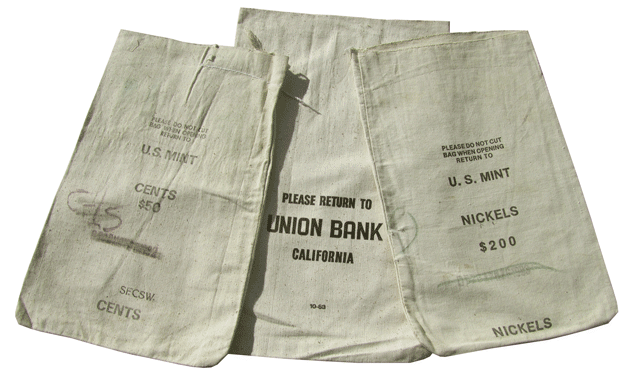 PLEASE DO NOT CUT
BAG WHEN OPENING
RETURN TO
U.S. MINT
CENTS
$50
SECSW.
CENTS
PLEASE RETURN TO
UNION BANK
CALIFORNIA
10-63
PLEASE DO NOT CUT
BAG WHEN OPENING
RETURN TO
U.S. MINT
NICKELS
$200
NICKELS